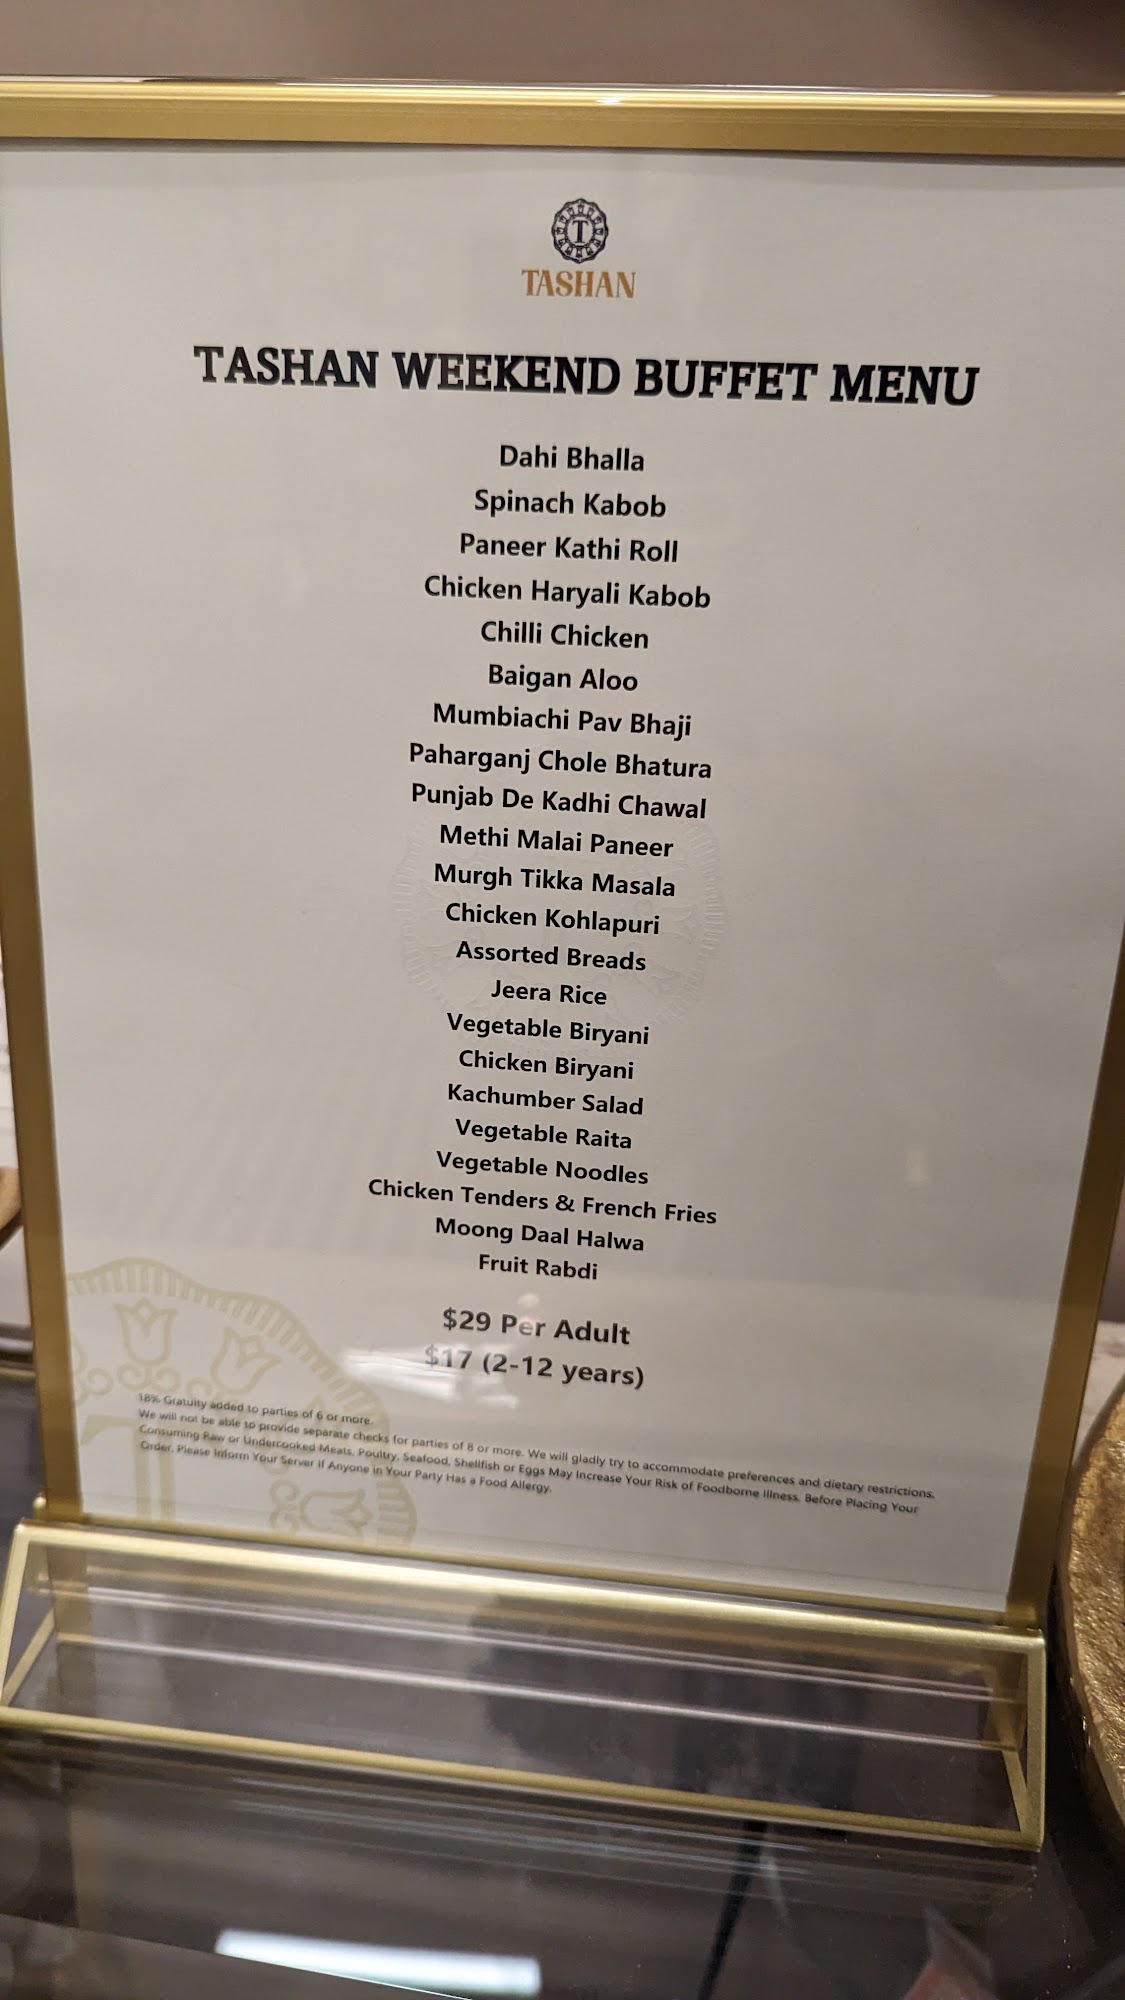 T
TASHAN
TASHAN WEEKEND BUFFET MENU
Dahi Bhalla
Spinach Kabob
Paneer Kathi Roll
Chicken Haryali Kabob
Chilli Chicken
Baigan Aloo
Mumbiachi Pav Bhaji
Paharganj Chole Bhatura
Punjab De Kadhi Chawal
Methi Malai Paneer
Murgh Tikka Masala
Chicken Kohlapuri
Assorted Breads
Jeera Rice
Vegetable Biryani
Chicken Biryani
Kachumber Salad
Vegetable Raita
Vegetable Noodles
Chicken Tenders & French Fries
Moong Daal Halwa
Fruit Rabdi
$29 Per Adult
$17 (2-12 years)
18% Gratuity added to parties of 6 or more.
We will not be able to provide separate checks for parties of 8 or more. We will gladly try to accommodate preferences and dietary restrictions.
Consuming Raw or Undercooked Meats, Poultry, Seafood, Shellfish or Eggs May Increase Your Risk of Foodborne Illness. Before Placing Your
Order, Please Inform Your Server if Anyone in Your Party Has a Food Allergy.